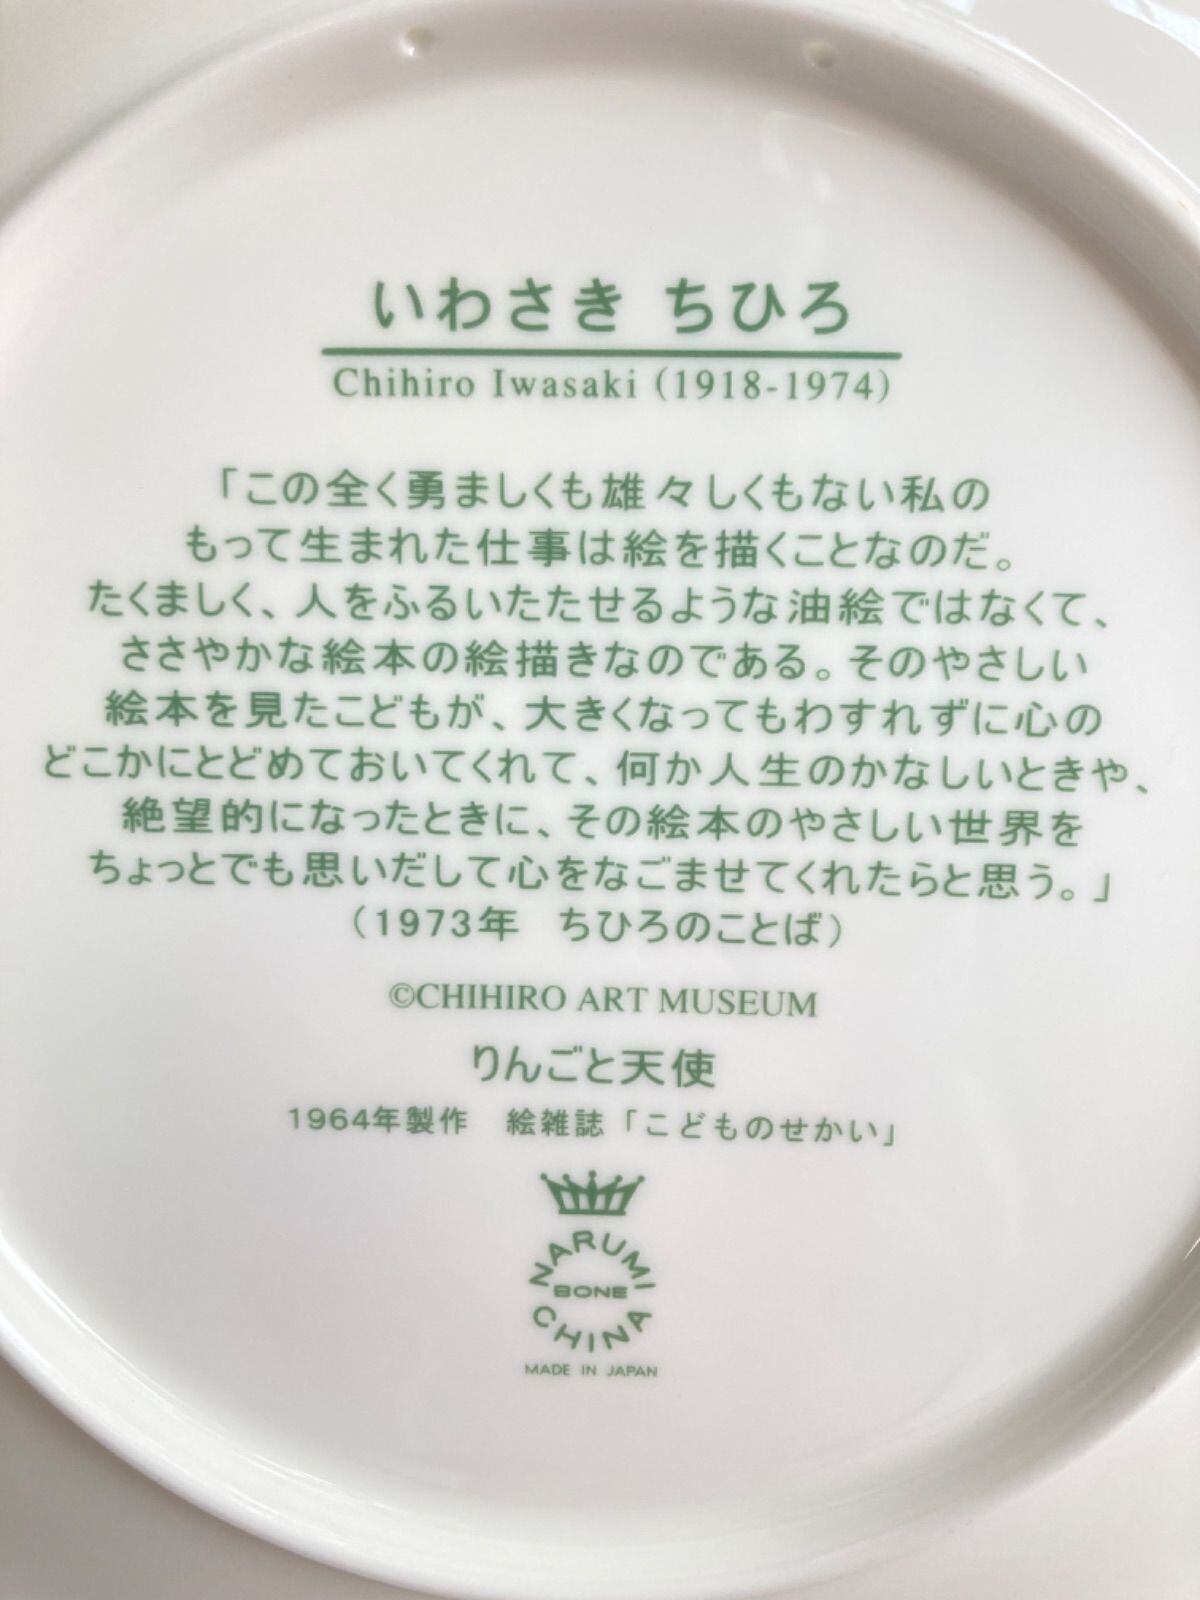 いわさき ちひろ
Chihiro Iwasaki (1918-1974)
「この全く勇ましくも雄々しくもない私の
もって生まれた仕事は絵を描くことなのだ。
たくましく、人をふるいたたせるような油絵ではなくて、
ささやかな絵本の絵描きなのである。そのやさしい
絵本を見たこどもが、大きくなってもわすれずに心の
どこかにとどめておいてくれて、何か人生のかなしいときや、
絶望的になったときに、その絵本のやさしい世界を
ちょっとでも思いだして心をなごませてくれたらと思う。」
（1973年　ちひろのことば）
©CHIHIRO ART MUSEUM
りんごと天使
1964年製作　絵雑誌「こどものせかい」
NARUMI
BONE
CHINA
MADE IN JAPAN